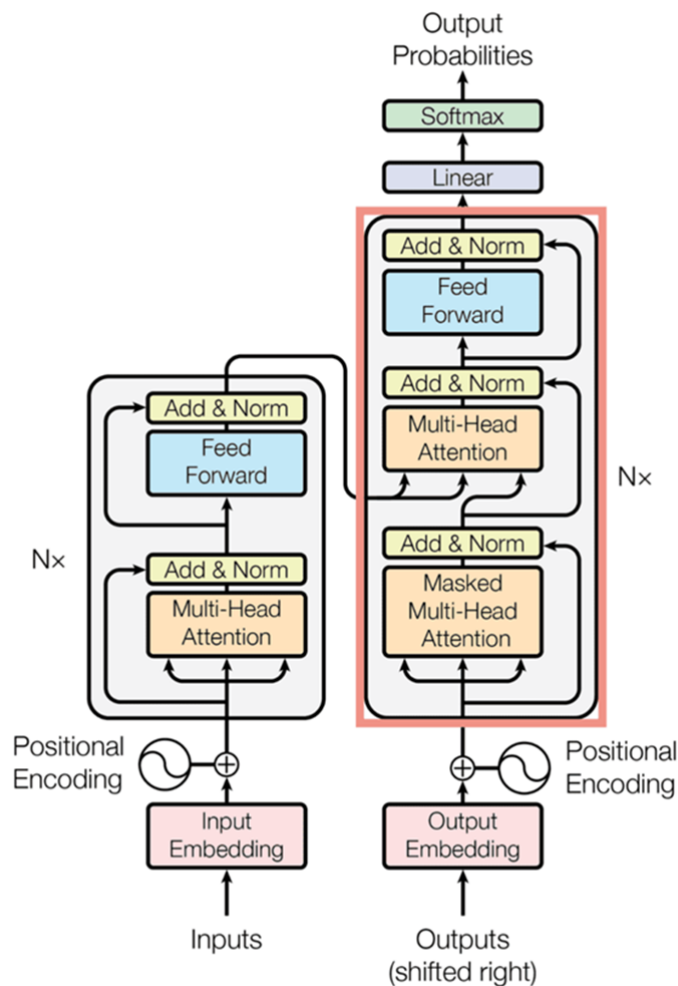 Output
Probabilities
Softmax
Linear
Add & Norm
Feed
Forward
Add & Norm
Multi-Head
Attention
Nx
Add & Norm
Masked
Multi-Head
Attention
Add & Norm
Feed
Forward
Nx
Add & Norm
Multi-Head
Attention
Positional
Encoding
Positional
Encoding
Input
Embedding
Output
Embedding
Inputs
Outputs
(shifted right)